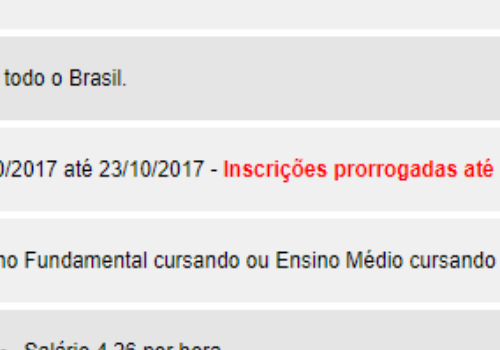 todo o Brasil.
0/2017 até 23/10/2017 - Inscrições prorrogadas até
no Fundamental cursando ou Ensino Médio cursando
Salário 4,26 por hora